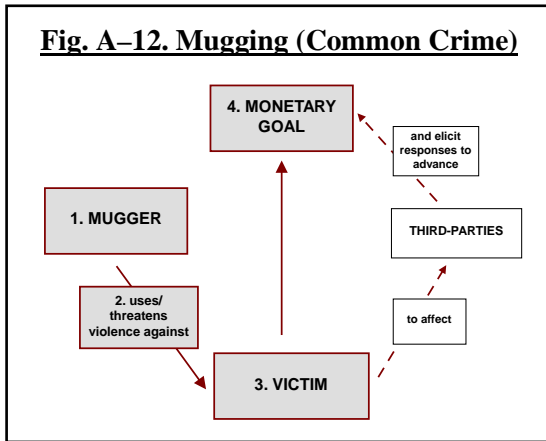 Fig. A–12. Mugging (Common Crime)
4. MONETARY
GOAL
and elicit
responses to
advance
1. MUGGER
THIRD-PARTIES
2. uses/
threatens
violence against
to affect
3. VICTIM